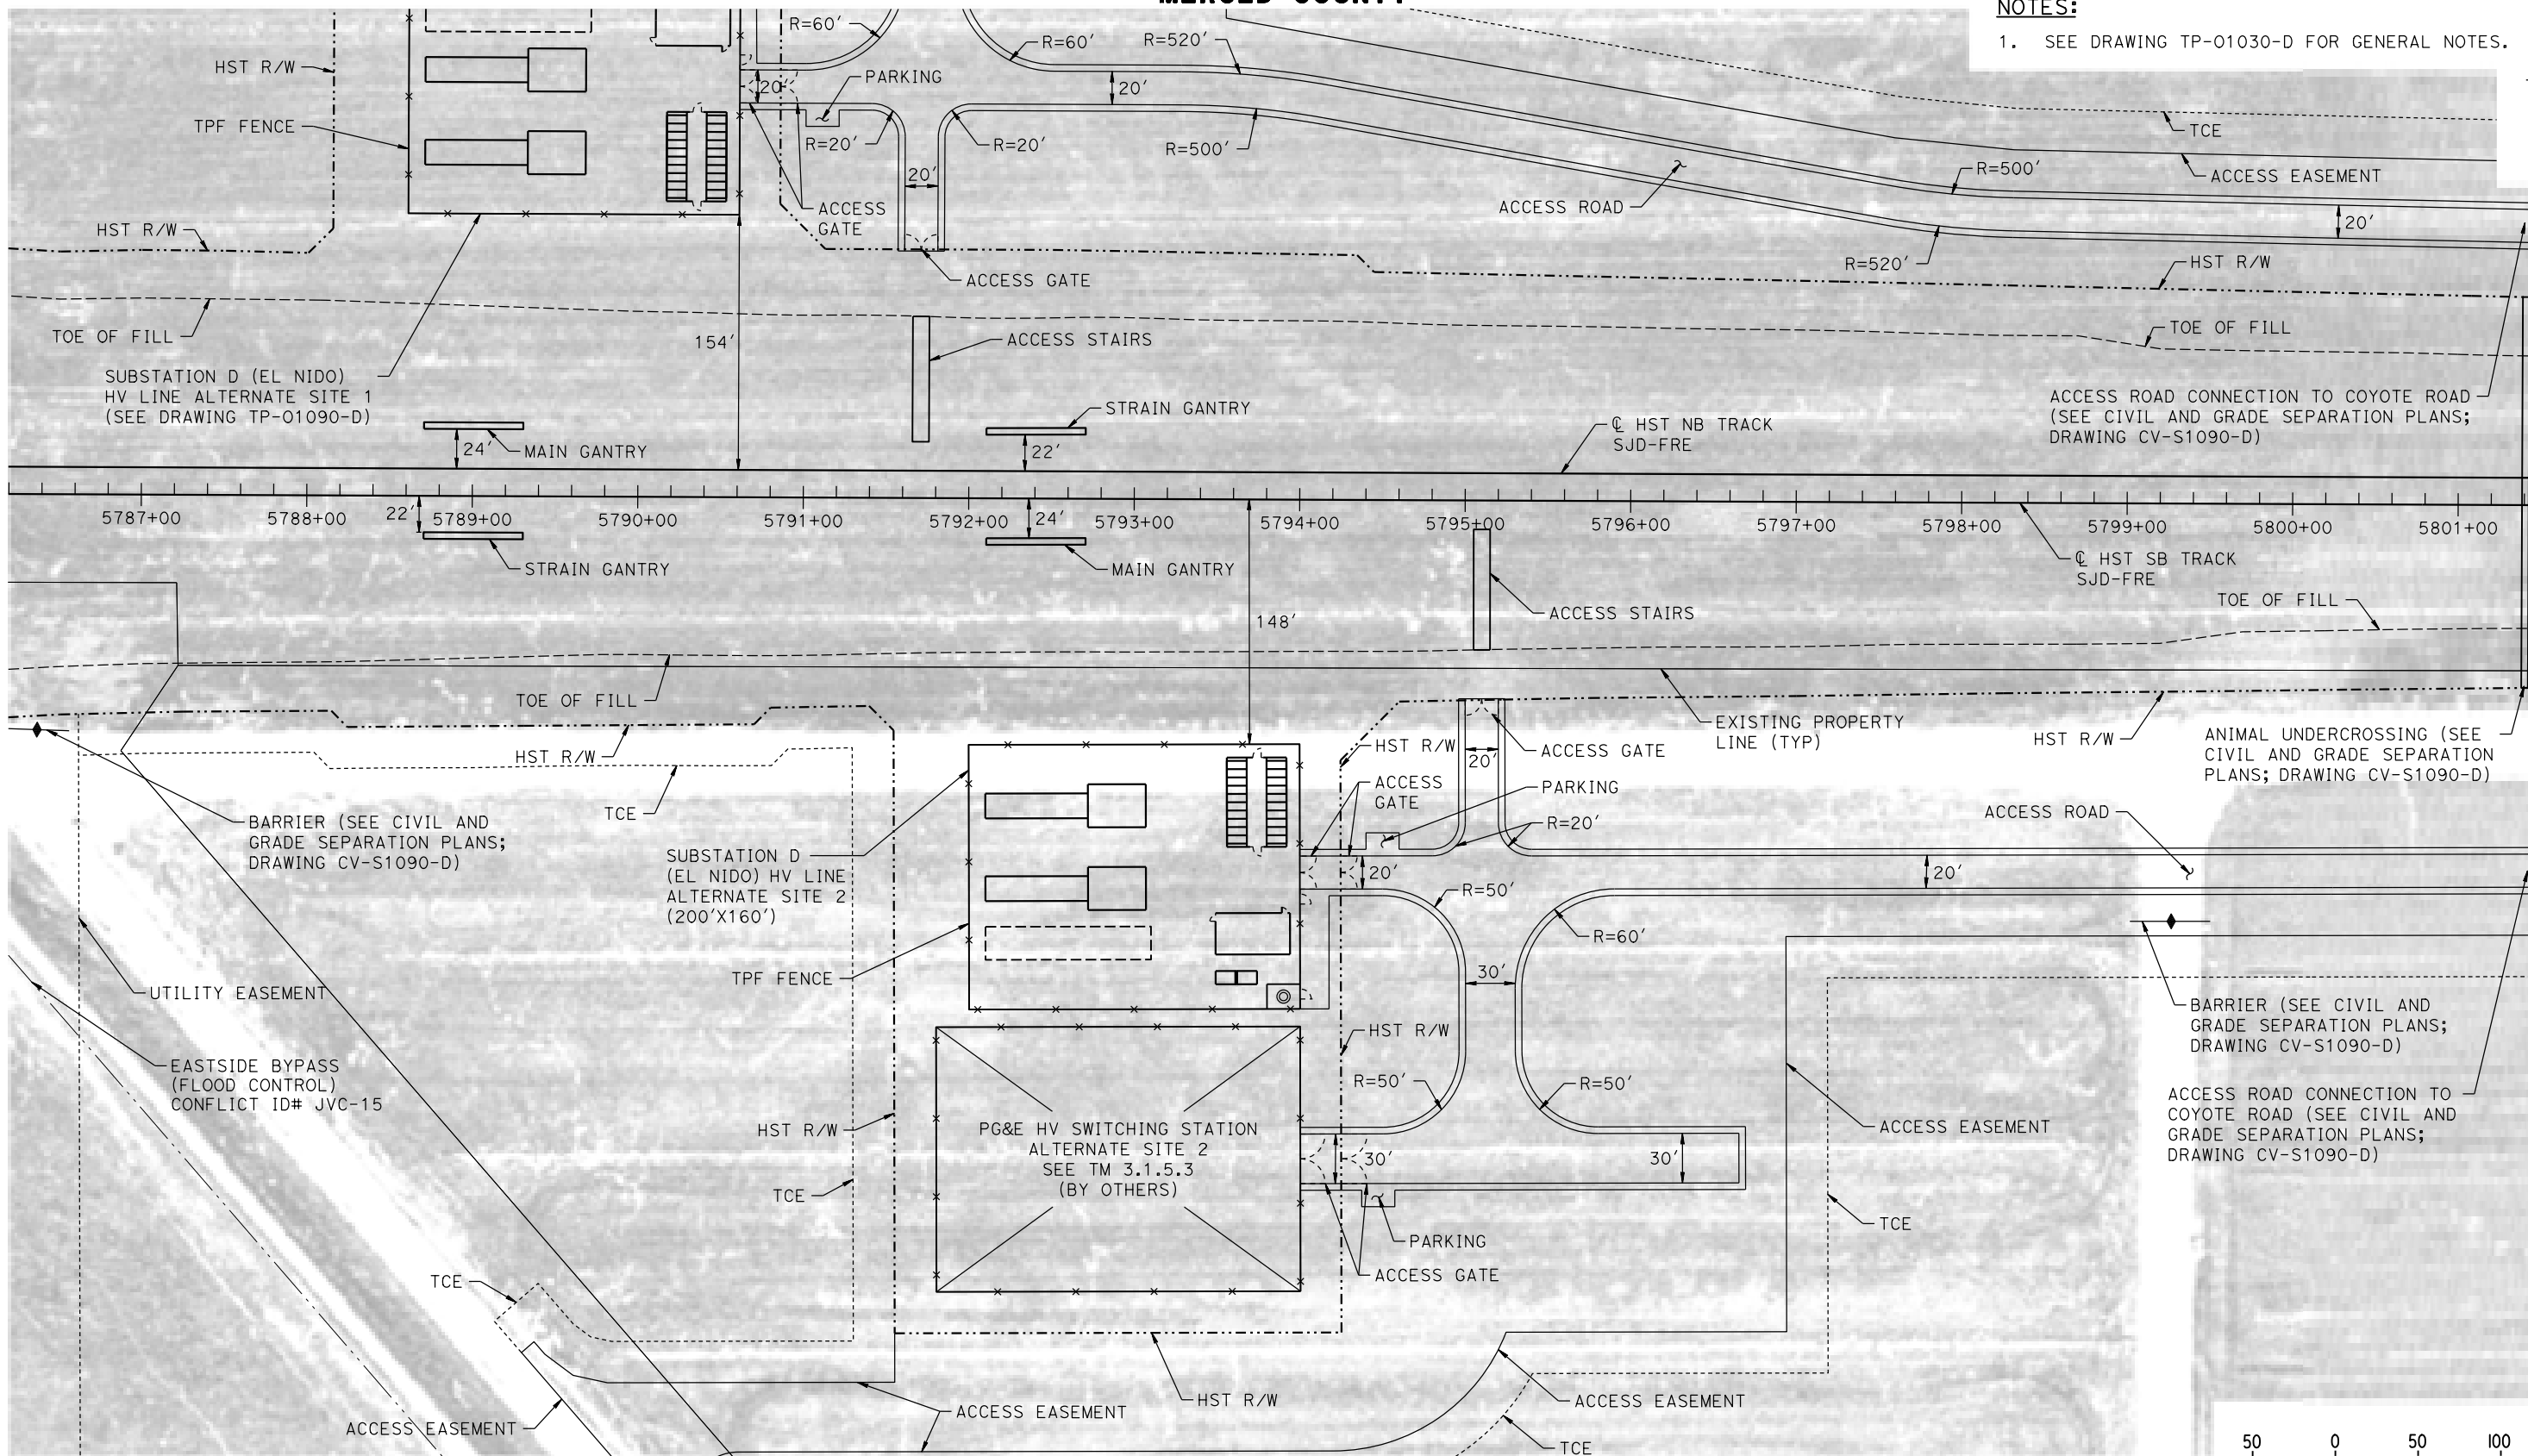 MERCED COUNTY
NOTES:
1. SEE DRAWING TP-O1030-D FOR GENERAL NOTES.
R=60'
R=60'
R=520'
HST R/W
PARKING
20'
20'
TPF FENCE
TCE
R=20'
R=20'
R=500'
R=500'
ACCESS EASEMENT
20'
ACCESS
GATE
ACCESS ROAD
20'
HST R/W
R=520'
HST R/W
ACCESS GATE
TOE OF FILL
154'
ACCESS STAIRS
TOE OF FILL
SUBSTATION D (EL NIDO)
HV LINE ALTERNATE SITE 1
(SEE DRAWING TP-O1090-D)
STRAIN GANTRY
ACCESS ROAD CONNECTION TO COYOTE ROAD
(SEE CIVIL AND GRADE SEPARATION PLANS;
DRAWING CV-S1090-D)
24'
MAIN GANTRY
22'
℄ HST NB TRACK
SJD-FRE
5787+00
5788+00
22'
5789+00
5790+00
5791+00
5792+00
24'
5793+00
5794+00
5795+00
5796+00
5797+00
5798+00
5799+00
5800+00
5801+00
STRAIN GANTRY
MAIN GANTRY
℄ HST SB TRACK
SJD-FRE
148'
ACCESS STAIRS
TOE OF FILL
TOE OF FILL
EXISTING PROPERTY
LINE (TYP)
HST R/W
HST R/W
ACCESS GATE
20'
HST R/W
ANIMAL UNDERCROSSING (SEE
CIVIL AND GRADE SEPARATION
PLANS; DRAWING CV-S1090-D)
ACCESS
GATE
PARKING
TCE
BARRIER (SEE CIVIL AND
GRADE SEPARATION PLANS;
DRAWING CV-S1090-D)
R=20'
ACCESS ROAD
SUBSTATION D
(EL NIDO) HV LINE
ALTERNATE SITE 2
(200'X160')
20'
20'
R=50'
R=60'
TPF FENCE
30'
UTILITY EASEMENT
BARRIER (SEE CIVIL AND
GRADE SEPARATION PLANS;
DRAWING CV-S1090-D)
HST R/W
EASTSIDE BYPASS
(FLOOD CONTROL)
CONFLICT ID# JVC-15
R=50'
R=50'
ACCESS ROAD CONNECTION TO
COYOTE ROAD (SEE CIVIL AND
GRADE SEPARATION PLANS;
DRAWING CV-S1090-D)
HST R/W
PG&E HV SWITCHING STATION
ALTERNATE SITE 2
SEE TM 3.1.5.3
(BY OTHERS)
ACCESS EASEMENT
30'
30'
TCE
TCE
PARKING
TCE
ACCESS GATE
HST R/W
ACCESS EASEMENT
ACCESS EASEMENT
ACCESS EASEMENT
TCE
50 0 50 100